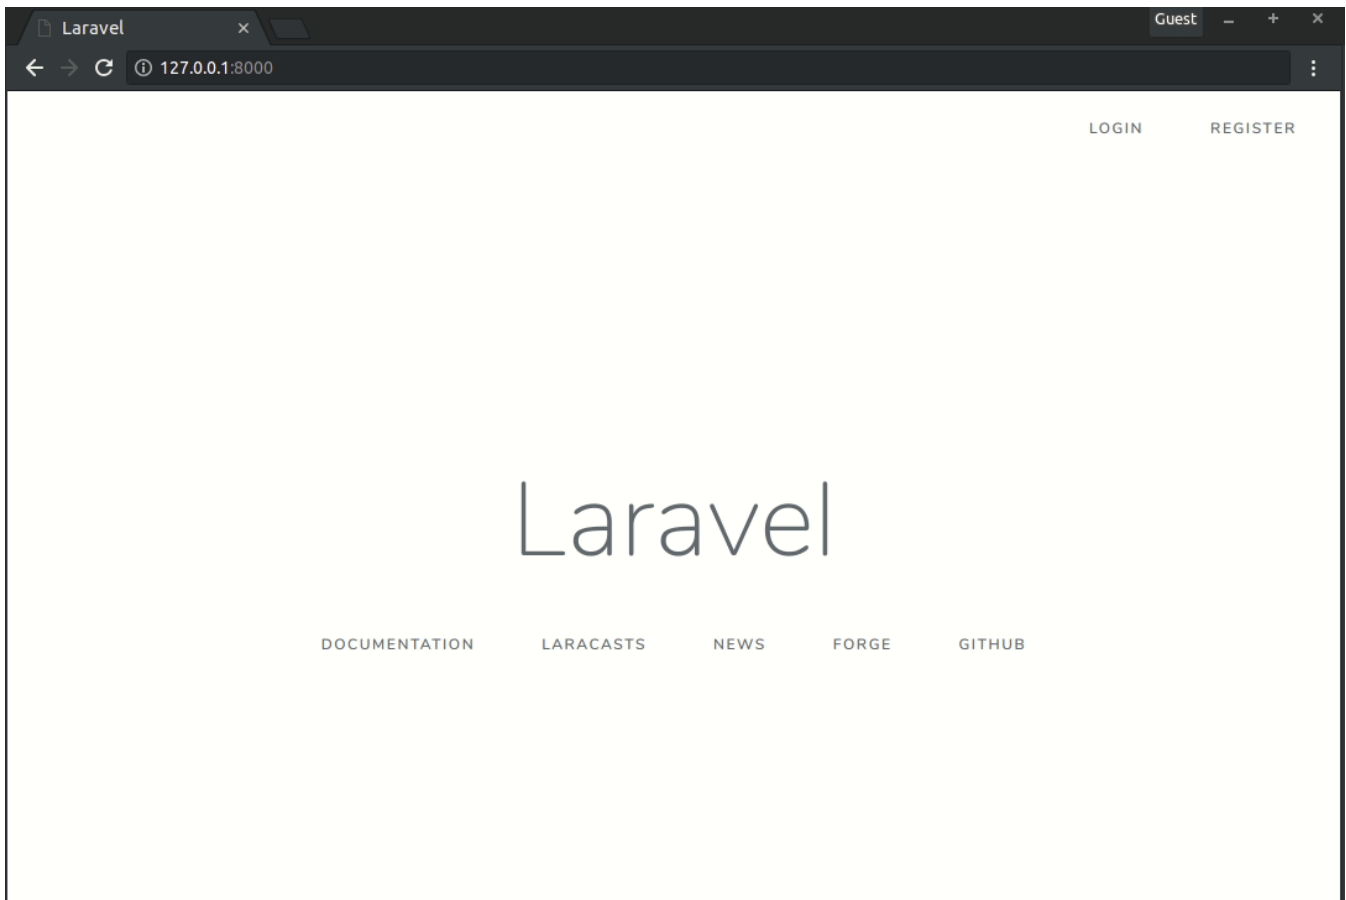 Laravel
Guest
127.0.0.1:8000
LOGIN REGISTER
Laravel
DOCUMENTATION LARACASTS NEWS FORGE GITHUB